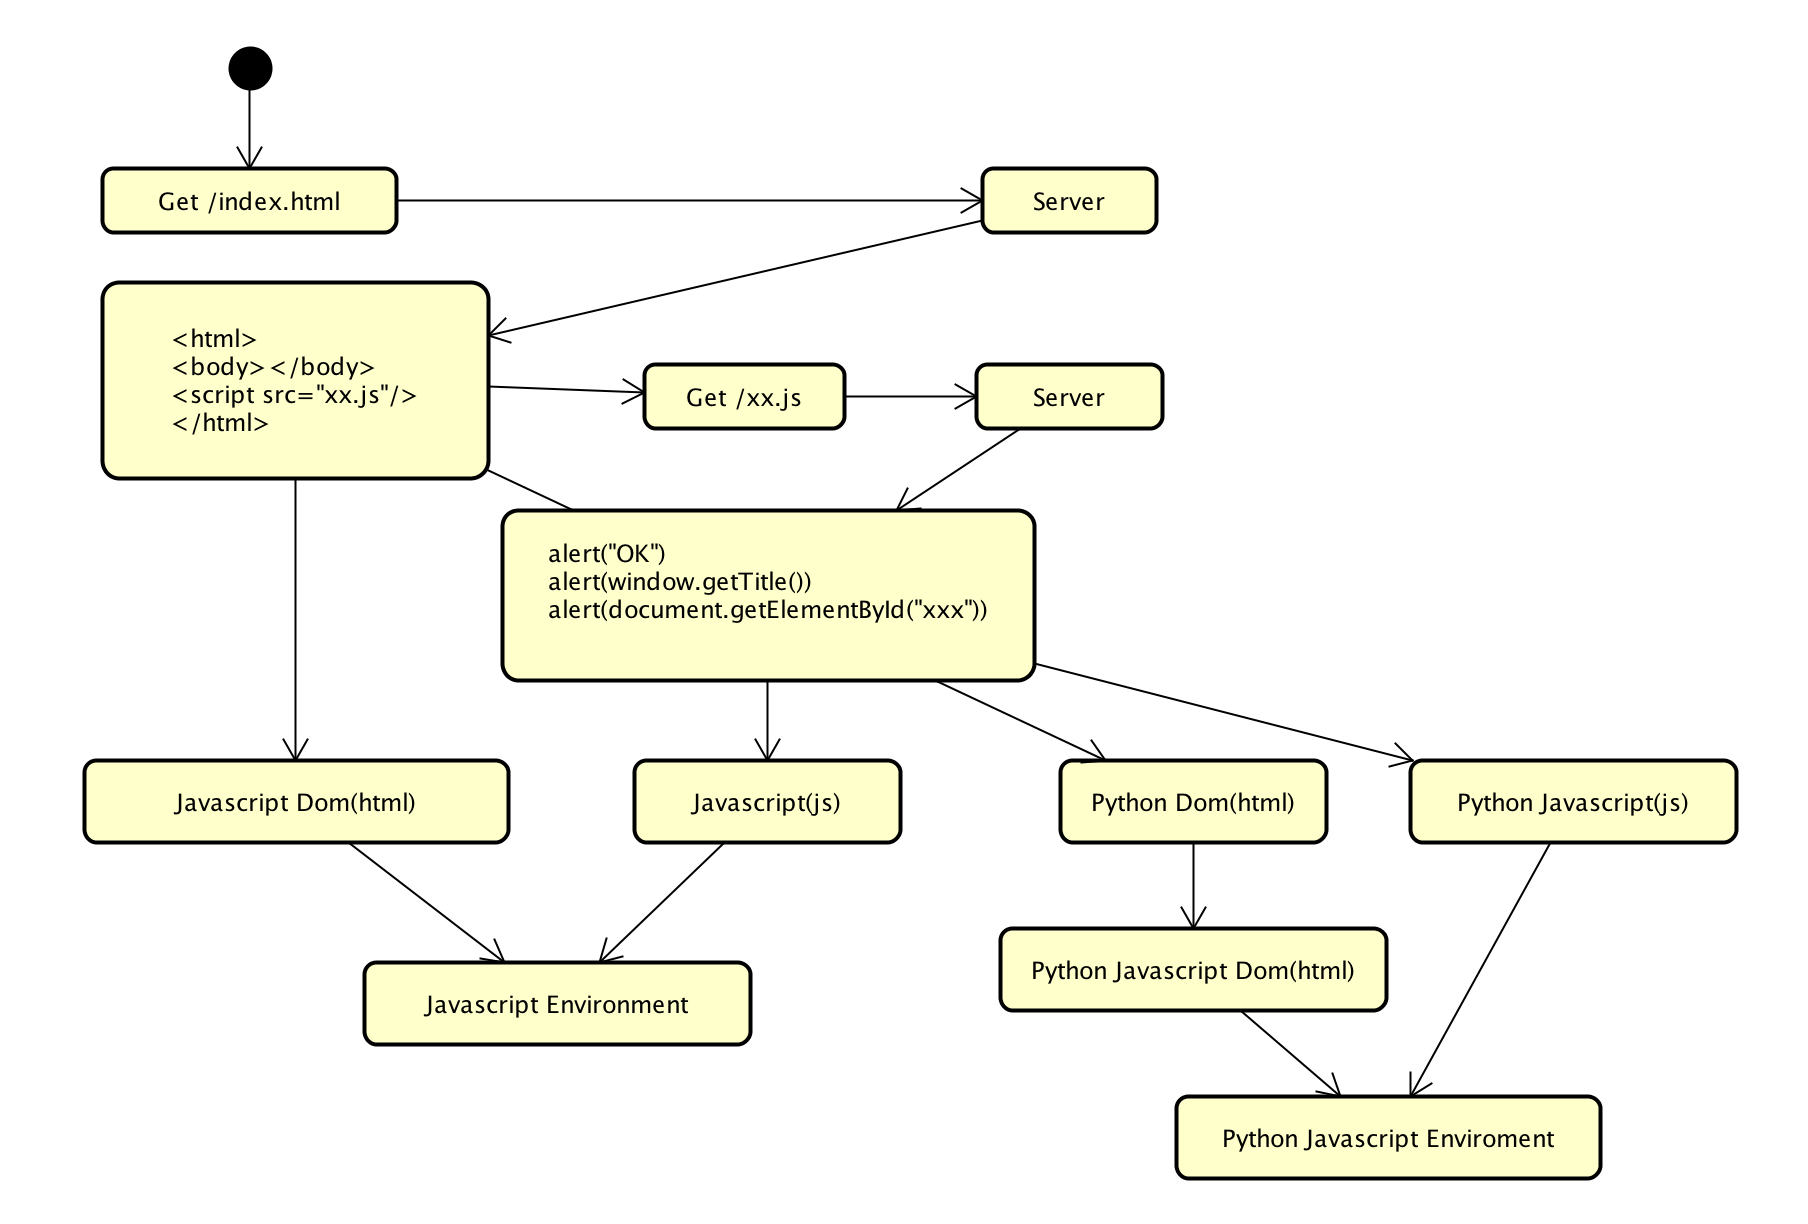 Get /index.html
Server
<html>
<body></body>
<script src="xx.js"/>
</html>
Get /xx.js
Server
alert("OK")
alert(window.getTitle())
alert(document.getElementById("xxx"))
Javascript Dom(html)
Javascript(js)
Python Dom(html)
Python Javascript(js)
Python Javascript Dom(html)
Javascript Environment
Python Javascript Enviroment